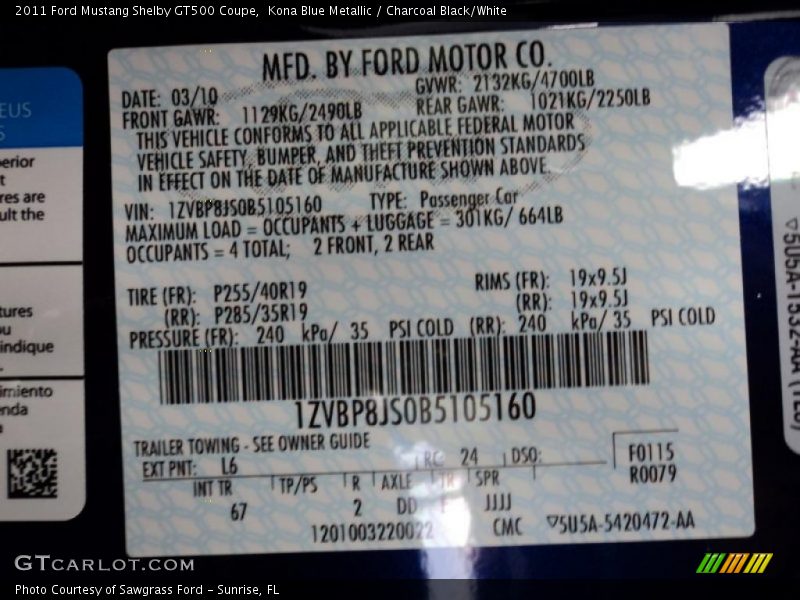 2011 Ford Mustang Shelby GT500 Coupe,  Kona Blue Metallic / Charcoal Black/White
MFD. BY FORD MOTOR CO.
DATE: 03/10
GVWR: 2132KG/4700LB
FRONT GAWR: 1129KG/2490LB
REAR GAWR: 1021KG/2250LB
THIS VEHICLE CONFORMS TO ALL APPLICABLE FEDERAL MOTOR
VEHICLE SAFETY, BUMPER, AND THEFT PREVENTION STANDARDS
IN EFFECT ON THE DATE OF MANUFACTURE SHOWN ABOVE.
VIN: 1ZVBP8JS0B5105160 TYPE: Passenger Car
MAXIMUM LOAD = OCCUPANTS + LUGGAGE = 301KG/ 664LB
OCCUPANTS = 4 TOTAL; 2 FRONT, 2 REAR
TIRE (FR): P255/40R19 RIMS (FR): 19x9.5J
(RR): P285/35R19 (RR): 19x9.5J
PRESSURE (FR): 240 kPa/ 35 PSI COLD (RR): 240 kPa/ 35 PSI COLD
1ZVBP8JS0B5105160
TRAILER TOWING - SEE OWNER GUIDE
EXT PNT: L6 RC: 24 DSO: F0115
R0079
INT TR TP/PS R AXLE TR SPR
67 2 DD E JJJJ
1201003220022 CMC ▽5U5A-5420472-AA
EUS
erior
t
res are
ult the
tures
ou
indique
imiento
enda
▽5U5A-1532
GTCARLOT.COM
Photo Courtesy of Sawgrass Ford - Sunrise, FL